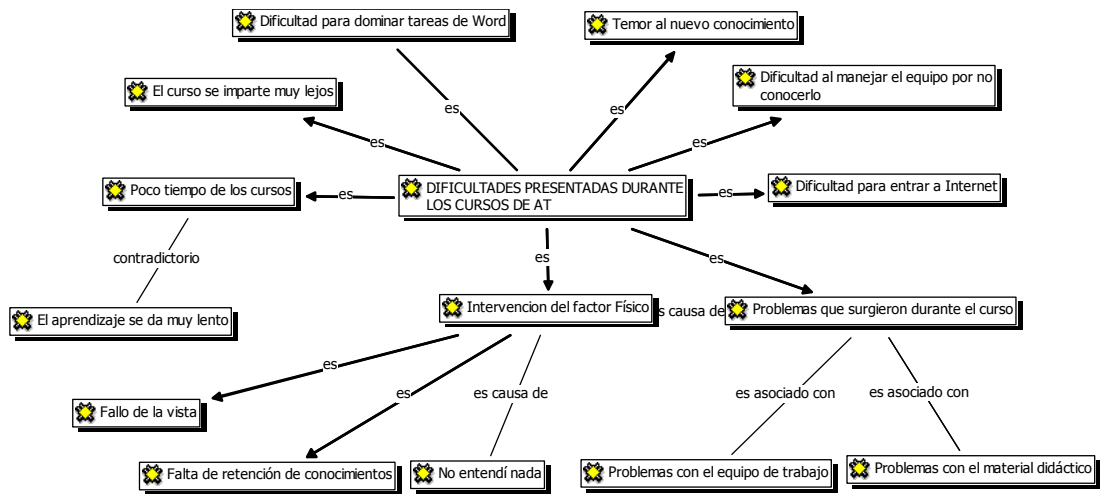 Dificultad para dominar tareas de Word
Temor al nuevo conocimiento
es
es
El curso se imparte muy lejos
Dificultad al manejar el equipo por no
conocerlo
es
es
Poco tiempo de los cursos
es
DIFICULTADES PRESENTADAS DURANTE
LOS CURSOS DE AT
es
Dificultad para entrar a Internet
contradictorio
es
es
El aprendizaje se da muy lento
Intervencion del factor Físico
s causa de
Problemas que surgieron durante el curso
es
es
es causa de
es asociado con
es asociado con
Fallo de la vista
Falta de retención de conocimientos
No entendí nada
Problemas con el equipo de trabajo
Problemas con el material didáctico